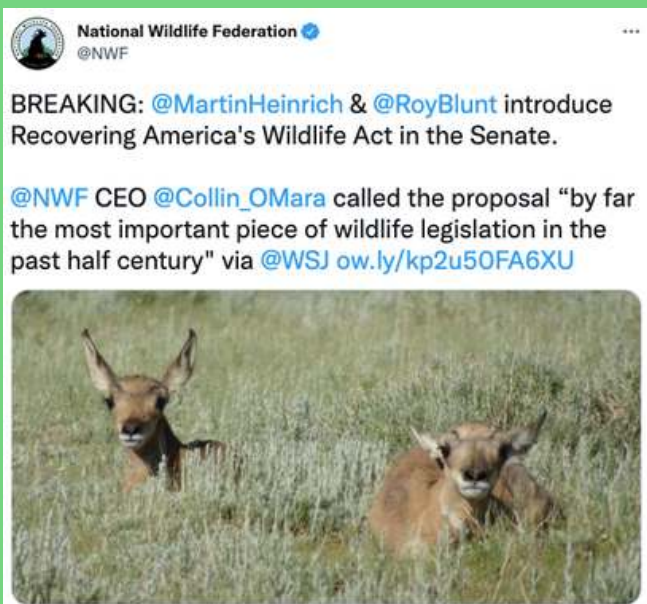 National Wildlife Federation
@NWF
BREAKING: @MartinHeinrich & @RoyBlunt introduce
Recovering America's Wildlife Act in the Senate.
@NWF CEO @Collin_OMara called the proposal “by far
the most important piece of wildlife legislation in the
past half century" via @WSJ ow.ly/kp2u50FA6XU